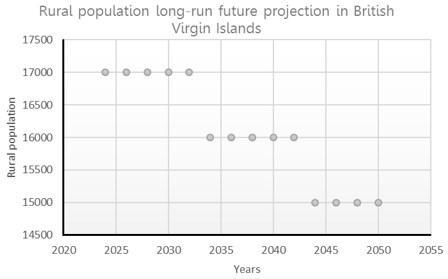 Rural population long-run future projection in British
Virgin Islands
17500
17000
16500
16000
15500
15000
14500
Rural population
2020 2025 2030 2035 2040 2045 2050 2055
Years